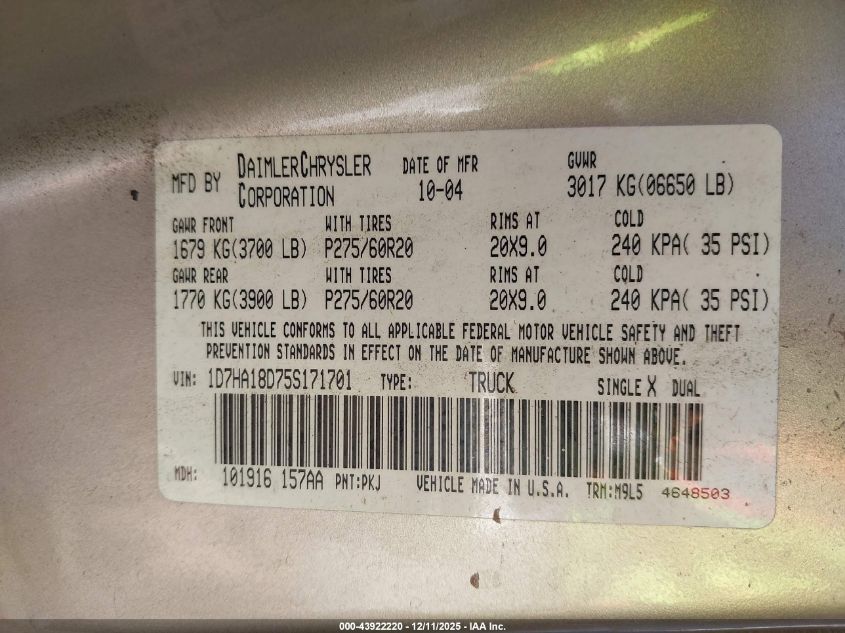 MFD BY DAIMLERCHRYSLER CORPORATION DATE OF MFR 10-04 GVWR 3017 KG(06650 LB)
GAWR FRONT WITH TIRES RIMS AT COLD
1679 KG(3700 LB) P275/60R20 20X9.0 240 KPA( 35 PSI)
GAWR REAR WITH TIRES RIMS AT COLD
1770 KG(3900 LB) P275/60R20 20X9.0 240 KPA( 35 PSI)
THIS VEHICLE CONFORMS TO ALL APPLICABLE FEDERAL MOTOR VEHICLE SAFETY AND THEFT
PREVENTION STANDARDS IN EFFECT ON THE DATE OF MANUFACTURE SHOWN ABOVE.
VIN: 1D7HA18D75S171701 TYPE: TRUCK SINGLE X DUAL
MDH: 101916 157AA PNT:PKJ VEHICLE MADE IN U.S.A. TRM:M9L5 4648503
000-43922220 - 12/11/2025 - IAA Inc.